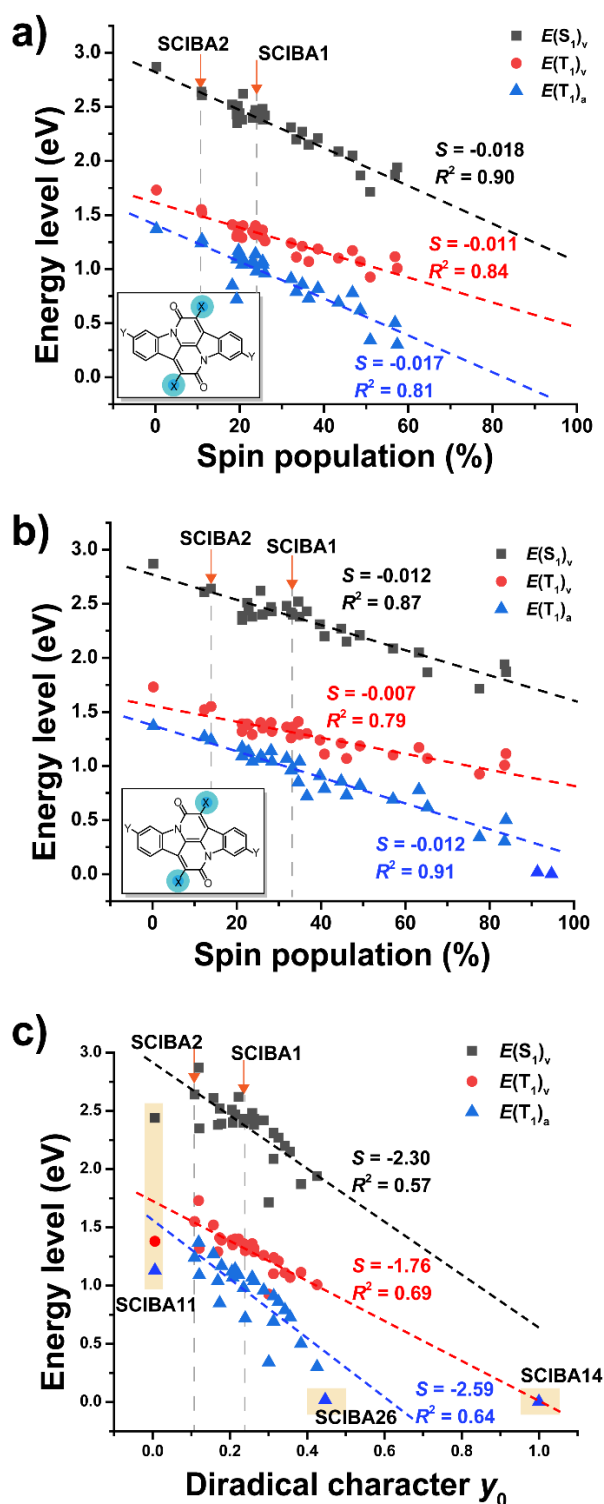 a)
SCIBA2
SCIBA1
E(S₁)ᵥ
E(T₁)ᵥ
E(T₁)ₐ
3.0
2.5
2.0
1.5
1.0
0.5
0.0
Energy level (eV)
S = -0.018
R² = 0.90
S = -0.011
R² = 0.84
S = -0.017
R² = 0.81
O
X
Y
N
N
Y
X
O
0
20
40
60
80
100
Spin population (%)
b)
SCIBA2
SCIBA1
E(S₁)ᵥ
E(T₁)ᵥ
E(T₁)ₐ
3.0
2.5
2.0
1.5
1.0
0.5
0.0
Energy level (eV)
S = -0.012
R² = 0.87
S = -0.007
R² = 0.79
S = -0.012
R² = 0.91
O
X
Y
N
N
Y
X
O
0
20
40
60
80
100
Spin population (%)
c)
SCIBA2
SCIBA1
E(S₁)ᵥ
E(T₁)ᵥ
E(T₁)ₐ
3.0
2.5
2.0
1.5
1.0
0.5
0.0
Energy level (eV)
S = -2.30
R² = 0.57
S = -1.76
R² = 0.69
SCIBA11
SCIBA14
S = -2.59
R² = 0.64
SCIBA26
0.0
0.2
0.4
0.6
0.8
1.0
Diradical character y₀